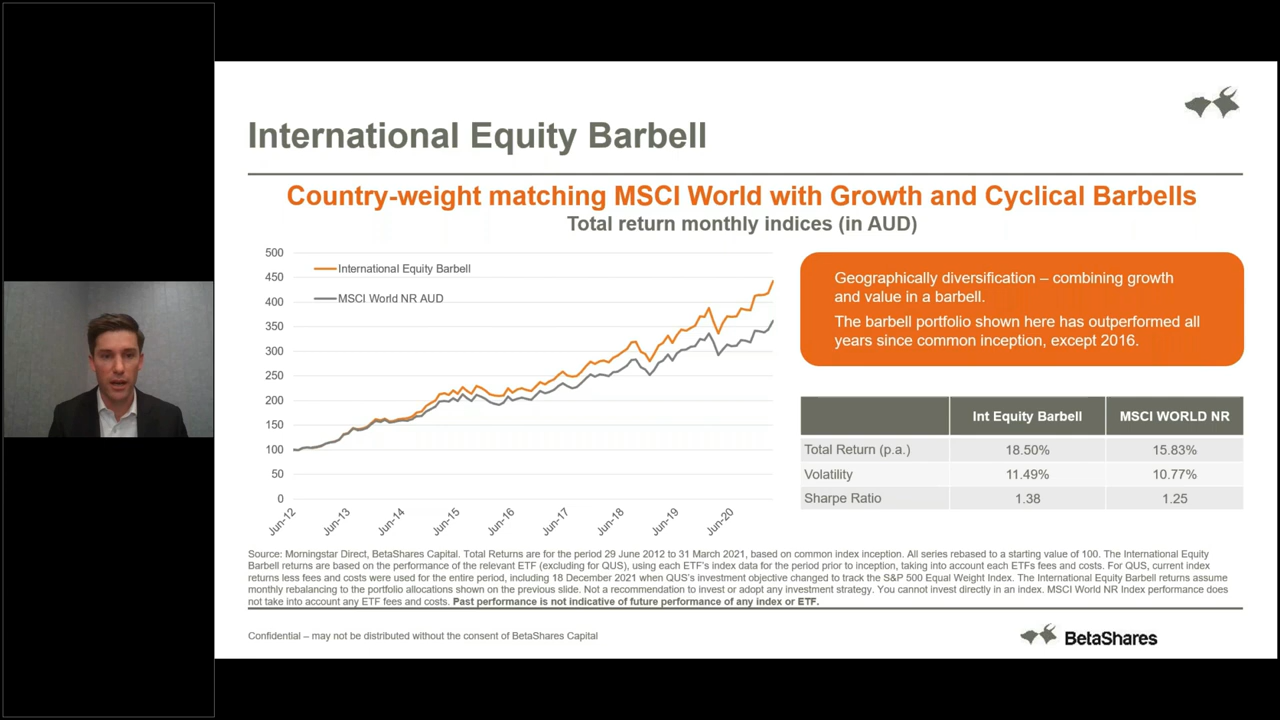 International Equity Barbell
Country-weight matching MSCI World with Growth and Cyclical Barbells
Total return monthly indices (in AUD)
500
450
400
350
300
250
200
150
100
50
0
International Equity Barbell
MSCI World NR AUD
Jun-12
Jun-13
Jun-14
Jun-15
Jun-16
Jun-17
Jun-18
Jun-19
Jun-20
Geographically diversification – combining growth
and value in a barbell.
The barbell portfolio shown here has outperformed all
years since common inception, except 2016.
Int Equity Barbell MSCI WORLD NR
Total Return (p.a.) 18.50% 15.83%
Volatility 11.49% 10.77%
Sharpe Ratio 1.38 1.25
Source: Morningstar Direct, BetaShares Capital. Total Returns are for the period 29 June 2012 to 31 March 2021, based on common index inception. All series rebased to a starting value of 100. The International Equity
Barbell returns are based on the performance of the relevant ETF (excluding for QUS), using each ETF's index data for the period prior to inception, taking into account each ETFs fees and costs. For QUS, current index
returns less fees and costs were used for the entire period, including 18 December 2021 when QUS's investment objective changed to track the S&P 500 Equal Weight Index. The International Equity Barbell returns assume
monthly rebalancing to the portfolio allocations shown on the previous slide. Not a recommendation to invest or adopt any investment strategy. You cannot invest directly in an index. MSCI World NR Index performance does
not take into account any ETF fees and costs. Past performance is not indicative of future performance of any index or ETF.
Confidential – may not be distributed without the consent of BetaShares Capital
BetaShares